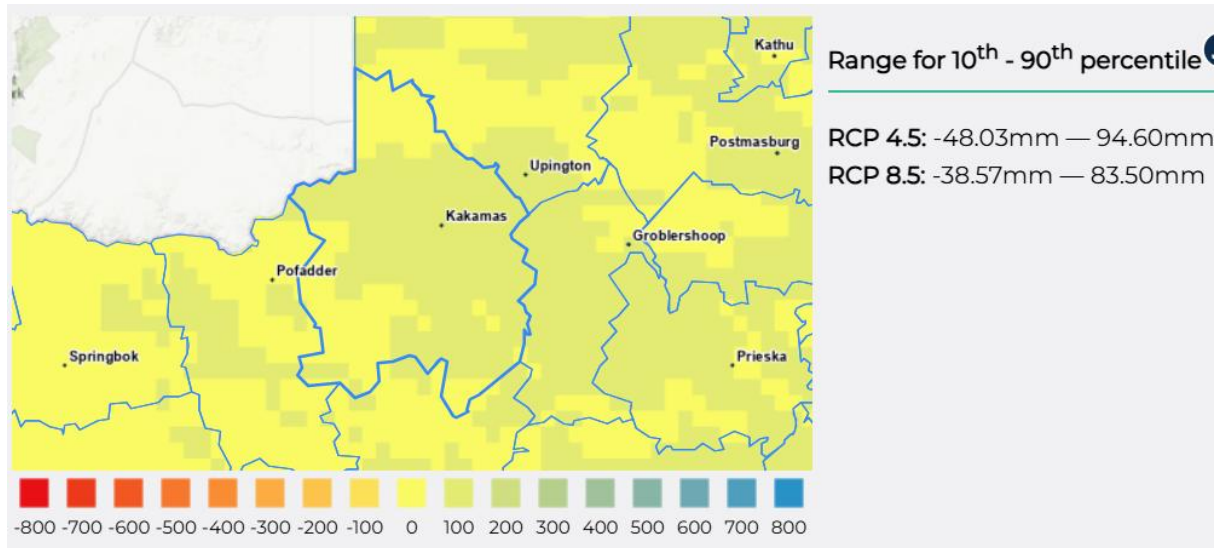 Kathu
Postmasburg
Upington
Kakamas
Groblershoop
Pofadder
Springbok
Prieska
-800 -700 -600 -500 -400 -300 -200 -100 0 100 200 300 400 500 600 700 800
Range for 10th - 90th percentile
RCP 4.5: -48.03mm — 94.60mm
RCP 8.5: -38.57mm — 83.50mm